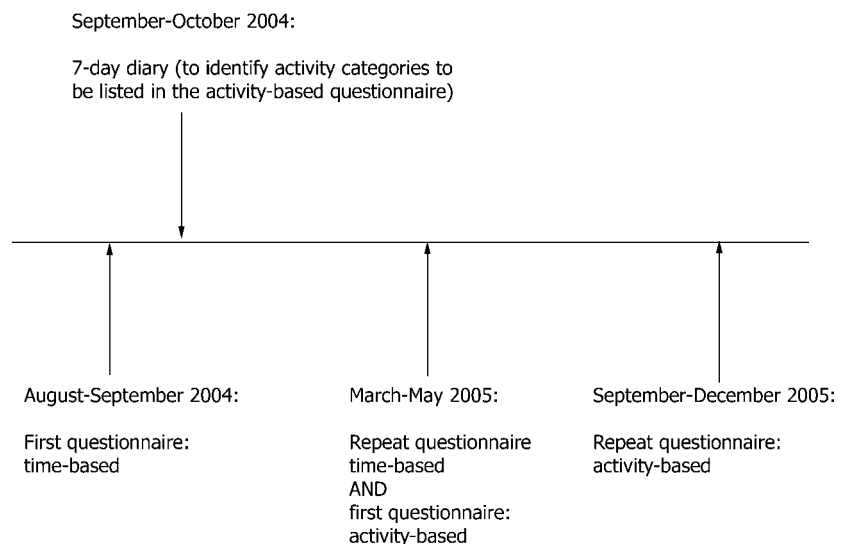 September-October 2004:
7-day diary (to identify activity categories to
be listed in the activity-based questionnaire)
August-September 2004:
First questionnaire:
time-based
March-May 2005:
Repeat questionnaire
time-based
AND
first questionnaire:
activity-based
September-December 2005:
Repeat questionnaire:
activity-based